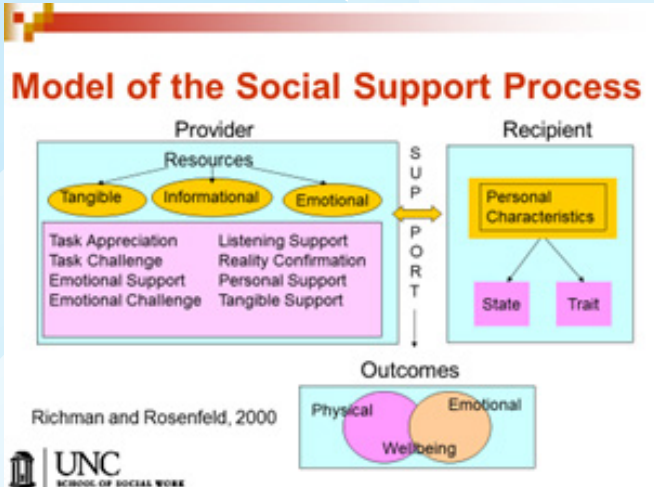 Model of the Social Support Process
Provider
Resources
Tangible
Informational
Emotional
Task Appreciation
Task Challenge
Emotional Support
Emotional Challenge
Listening Support
Reality Confirmation
Personal Support
Tangible Support
SUPPORT
Recipient
Personal
Characteristics
State
Trait
Outcomes
Physical
Emotional
Wellbeing
Richman and Rosenfeld, 2000
UNC
SCHOOL OF SOCIAL WORK